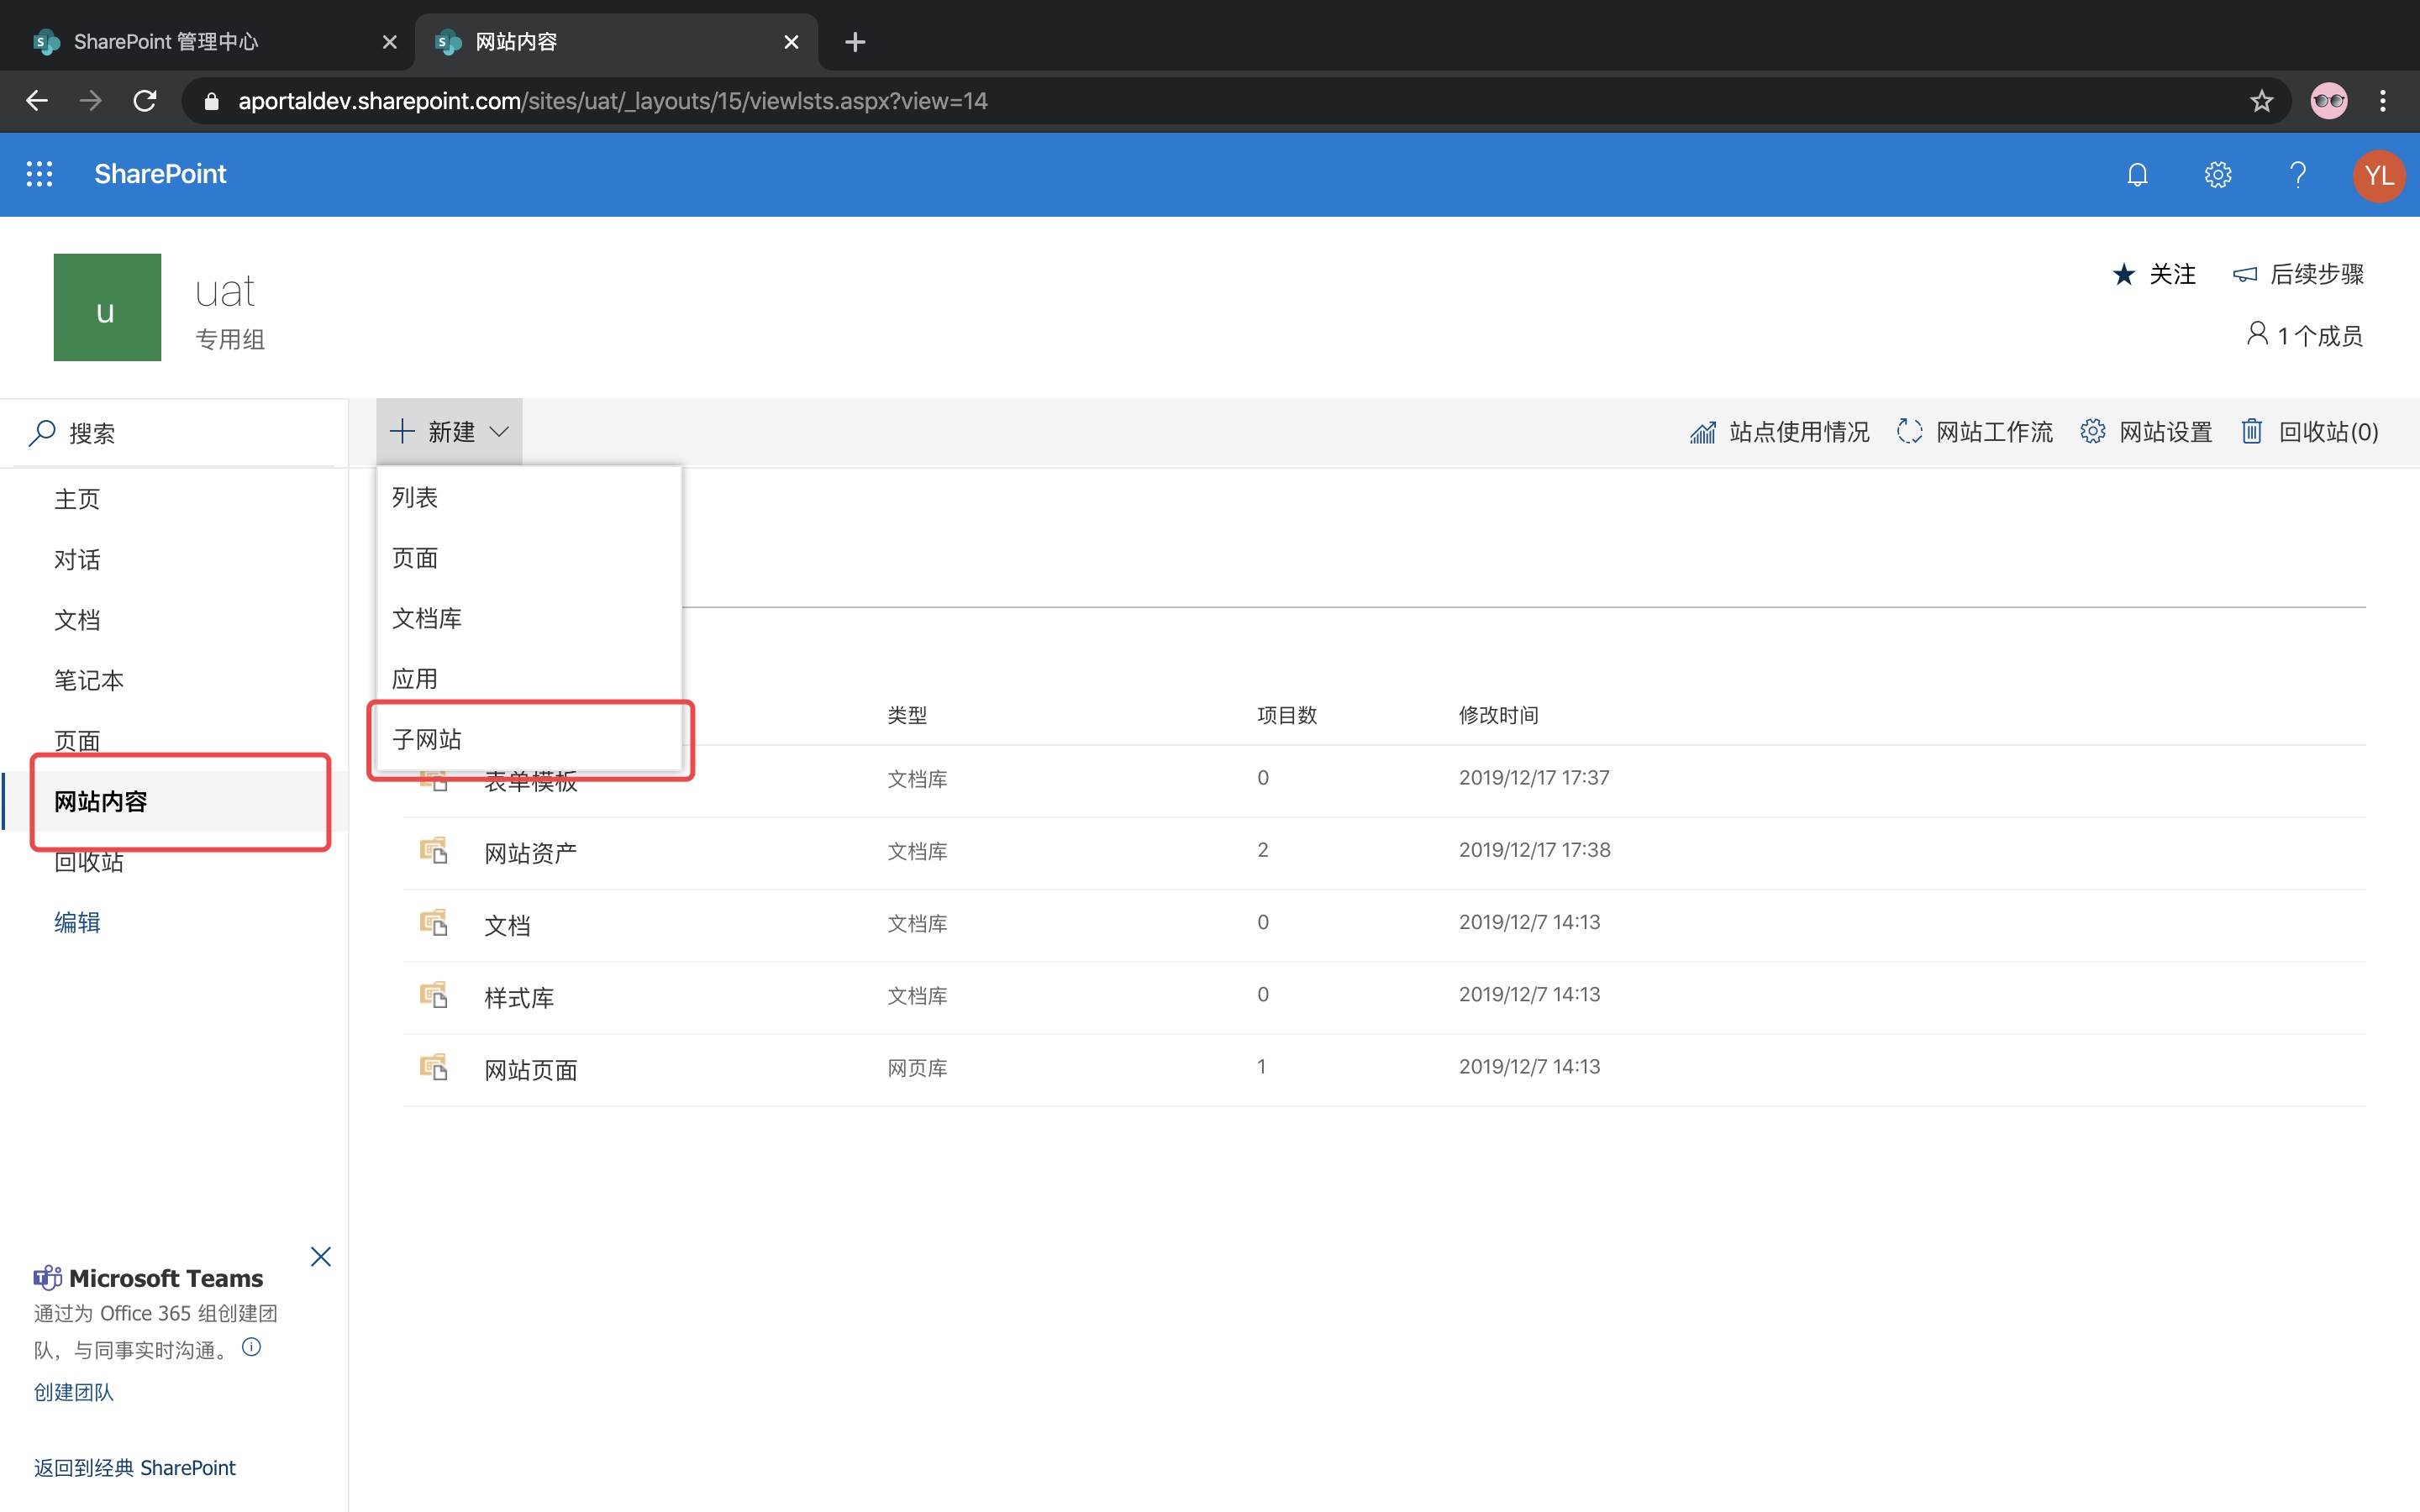 SharePoint 管理中心
网站内容
aportaldev.sharepoint.com/sites/uat/_layouts/15/viewlsts.aspx?view=14
SharePoint
YL
u
uat
专用组
关注
后续步骤
1 个成员
搜索
新建
站点使用情况
网站工作流
网站设置
回收站(0)
主页
对话
文档
笔记本
页面
网站内容
回收站
编辑
列表
页面
文档库
应用
子网站
类型 项目数 修改时间
表单模板 文档库 0 2019/12/17 17:37
网站资产 文档库 2 2019/12/17 17:38
文档 文档库 0 2019/12/7 14:13
样式库 文档库 0 2019/12/7 14:13
网站页面 网页库 1 2019/12/7 14:13
Microsoft Teams
通过为 Office 365 组创建团
队，与同事实时沟通。
创建团队
返回到经典 SharePoint